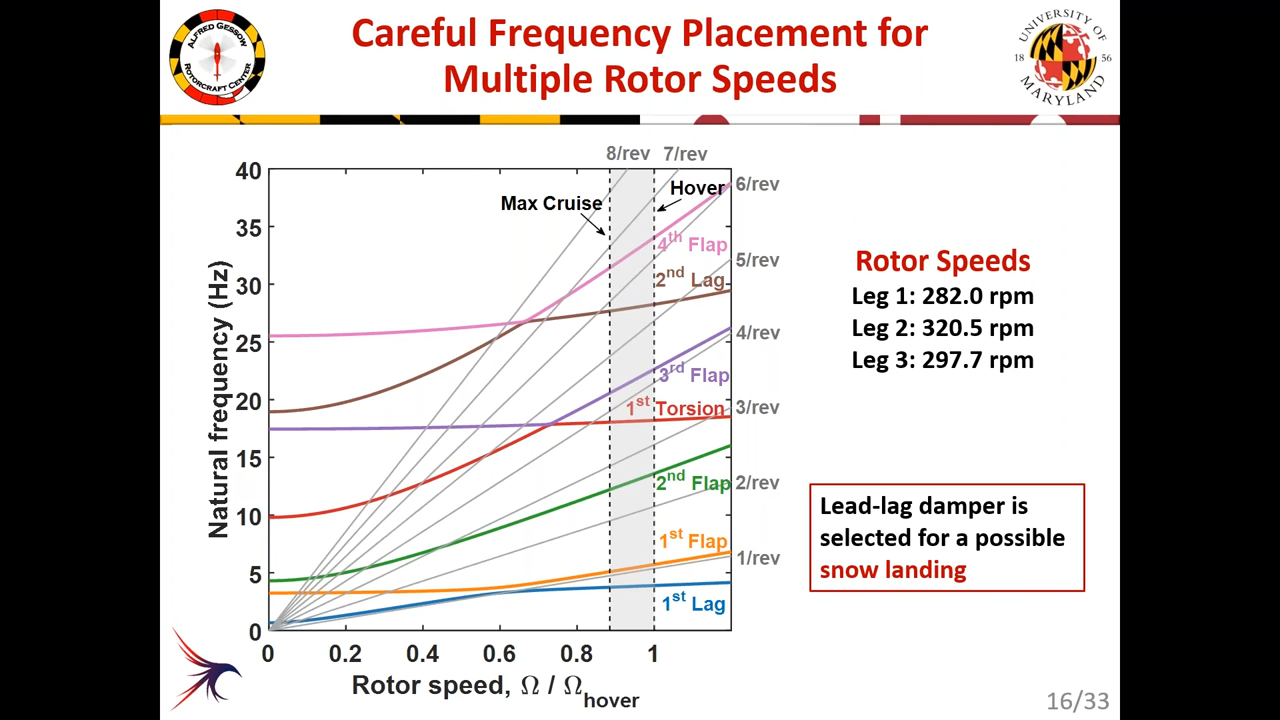 Careful Frequency Placement for
Multiple Rotor Speeds
ALFRED GESSOW
ROTORCRAFT CENTER
UNIVERSITY OF
18 56
MARYLAND
8/rev 7/rev
40
Hover
6/rev
Max Cruise
35
4th Flap
5/rev
30
2nd Lag
25
4/rev
3rd Flap
20
1st Torsion
3/rev
15
2nd Flap
2/rev
10
1st Flap
1/rev
5
1st Lag
0
Natural frequency (Hz)
0 0.2 0.4 0.6 0.8 1
Rotor speed, Ω / Ωhover
Rotor Speeds
Leg 1: 282.0 rpm
Leg 2: 320.5 rpm
Leg 3: 297.7 rpm
Lead-lag damper is
selected for a possible
snow landing
16/33